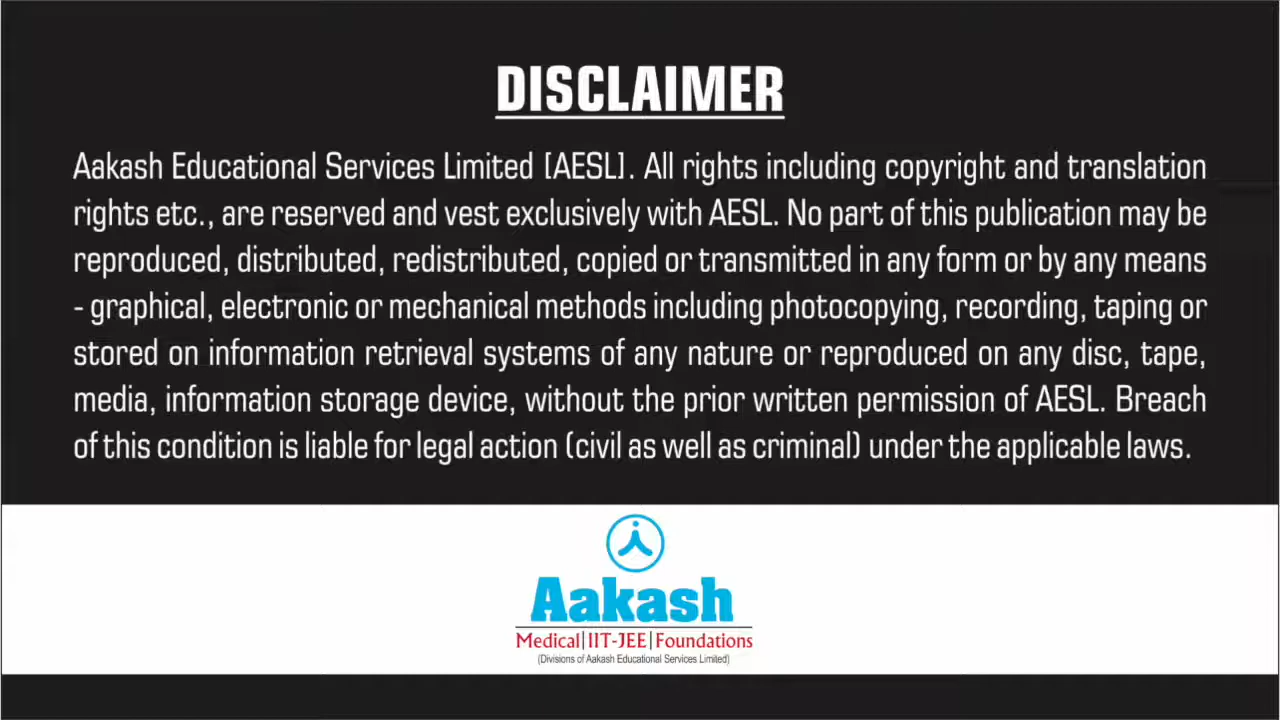 DISCLAIMER
Aakash Educational Services Limited [AESL]. All rights including copyright and translation
rights etc., are reserved and vest exclusively with AESL. No part of this publication may be
reproduced, distributed, redistributed, copied or transmitted in any form or by any means
- graphical, electronic or mechanical methods including photocopying, recording, taping or
stored on information retrieval systems of any nature or reproduced on any disc, tape,
media, information storage device, without the prior written permission of AESL. Breach
of this condition is liable for legal action (civil as well as criminal) under the applicable laws.
Aakash
Medical|IIT-JEE|Foundations
(Divisions of Aakash Educational Services Limited)